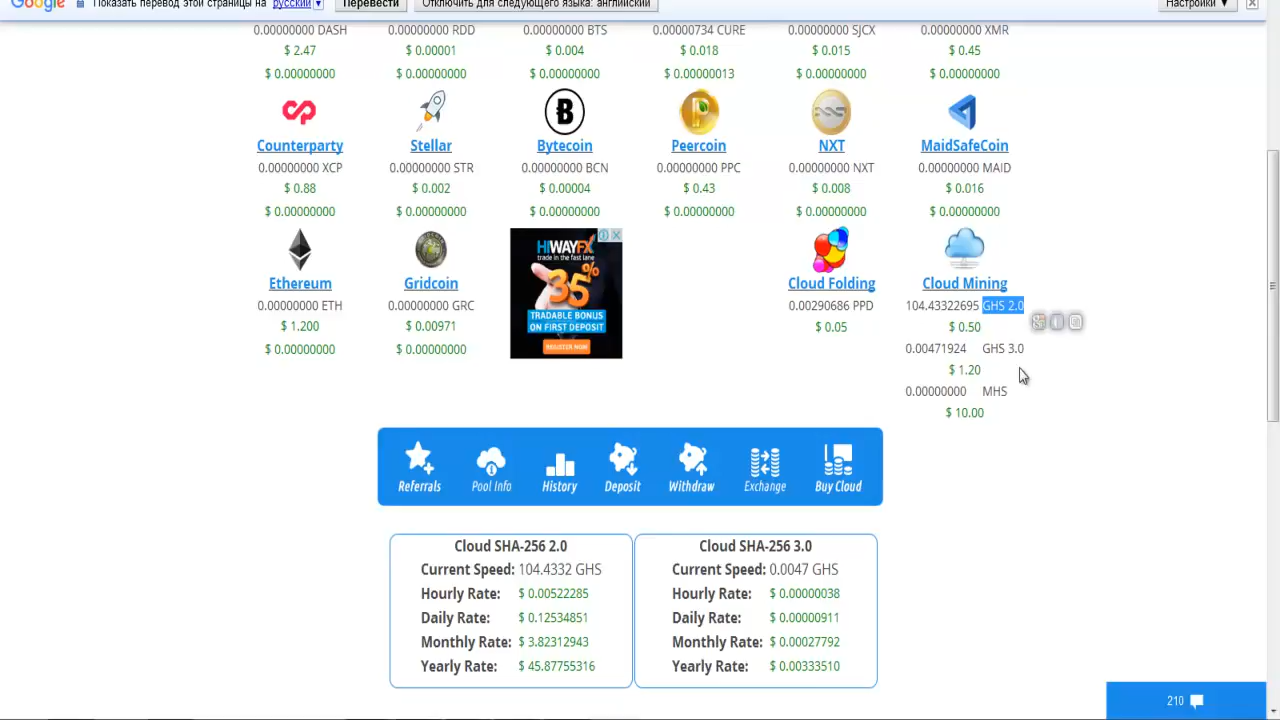 Google Показать перевод этой страницы на русский Перевести Отключить для следующего языка: английский Настройки ▼
0.00000000 DASH 0.00000000 RDD 0.00000000 BTS 0.00000734 CURE 0.00000000 SJCX 0.00000000 XMR
$ 2.47 $ 0.00001 $ 0.004 $ 0.018 $ 0.015 $ 0.45
$ 0.00000000 $ 0.00000000 $ 0.00000000 $ 0.00000013 $ 0.00000000 $ 0.00000000
Counterparty Stellar Bytecoin Peercoin NXT MaidSafeCoin
0.00000000 XCP 0.00000000 STR 0.00000000 BCN 0.00000000 PPC 0.00000000 NXT 0.00000000 MAID
$ 0.88 $ 0.002 $ 0.00004 $ 0.43 $ 0.008 $ 0.016
$ 0.00000000 $ 0.00000000 $ 0.00000000 $ 0.00000000 $ 0.00000000 $ 0.00000000
Ethereum Gridcoin Cloud Folding Cloud Mining
0.00000000 ETH 0.00000000 GRC 0.00290686 PPD 104.43322695 GHS 2.0
$ 1.200 $ 0.00971 $ 0.05 $ 0.50
$ 0.00000000 $ 0.00000000 0.00471924 GHS 3.0
$ 1.20
0.00000000 MHS
$ 10.00
HIWAYFX
trade in the fast lane
35%
TRADABLE BONUS
ON FIRST DEPOSIT
REGISTER NOW
Referrals Pool Info History Deposit Withdraw Exchange Buy Cloud
Cloud SHA-256 2.0
Current Speed: 104.4332 GHS
Hourly Rate: $ 0.00522285
Daily Rate: $ 0.12534851
Monthly Rate: $ 3.82312943
Yearly Rate: $ 45.87755316
Cloud SHA-256 3.0
Current Speed: 0.0047 GHS
Hourly Rate: $ 0.00000038
Daily Rate: $ 0.00000911
Monthly Rate: $ 0.00027792
Yearly Rate: $ 0.00333510
210